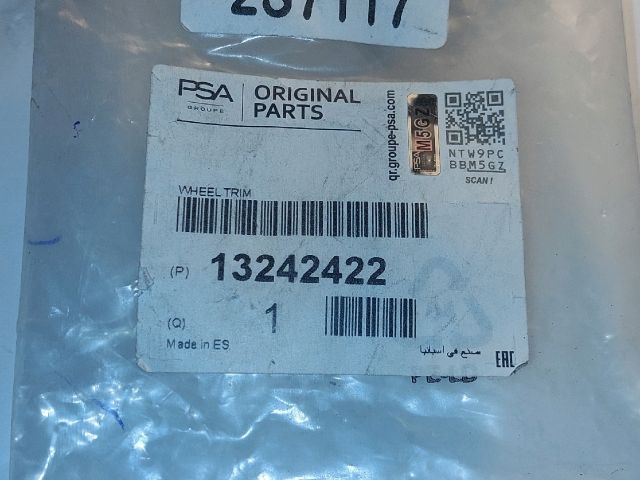 PSA
GROUPE
ORIGINAL
PARTS
qr.groupe-psa.com
PSA M5GZ
NTW9PC
BBM5GZ
SCAN!
WHEEL TRIM
(P) 13242422
(Q) 1
Made in ES
صنع في اسبانيا
EAC